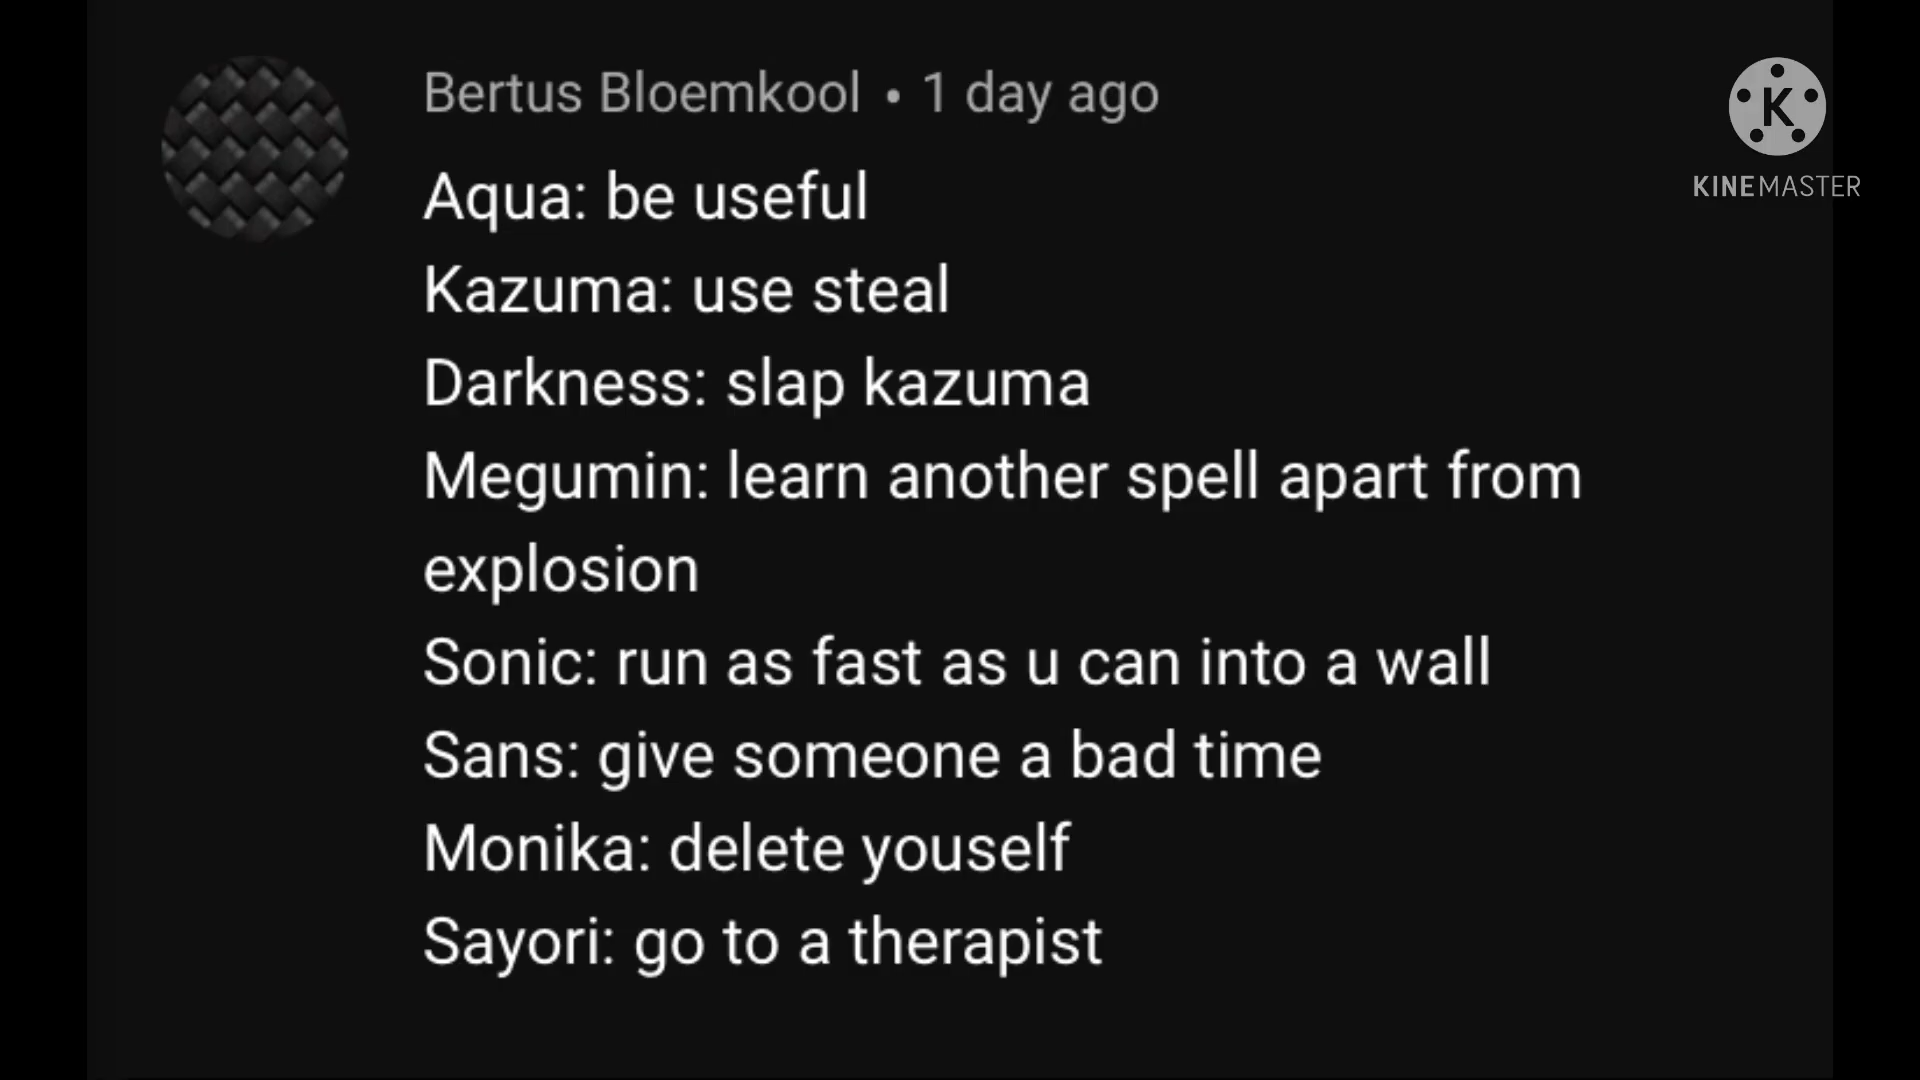 Bertus Bloemkool • 1 day ago
Aqua: be useful
Kazuma: use steal
Darkness: slap kazuma
Megumin: learn another spell apart from
explosion
Sonic: run as fast as u can into a wall
Sans: give someone a bad time
Monika: delete youself
Sayori: go to a therapist
K
KINEMASTER